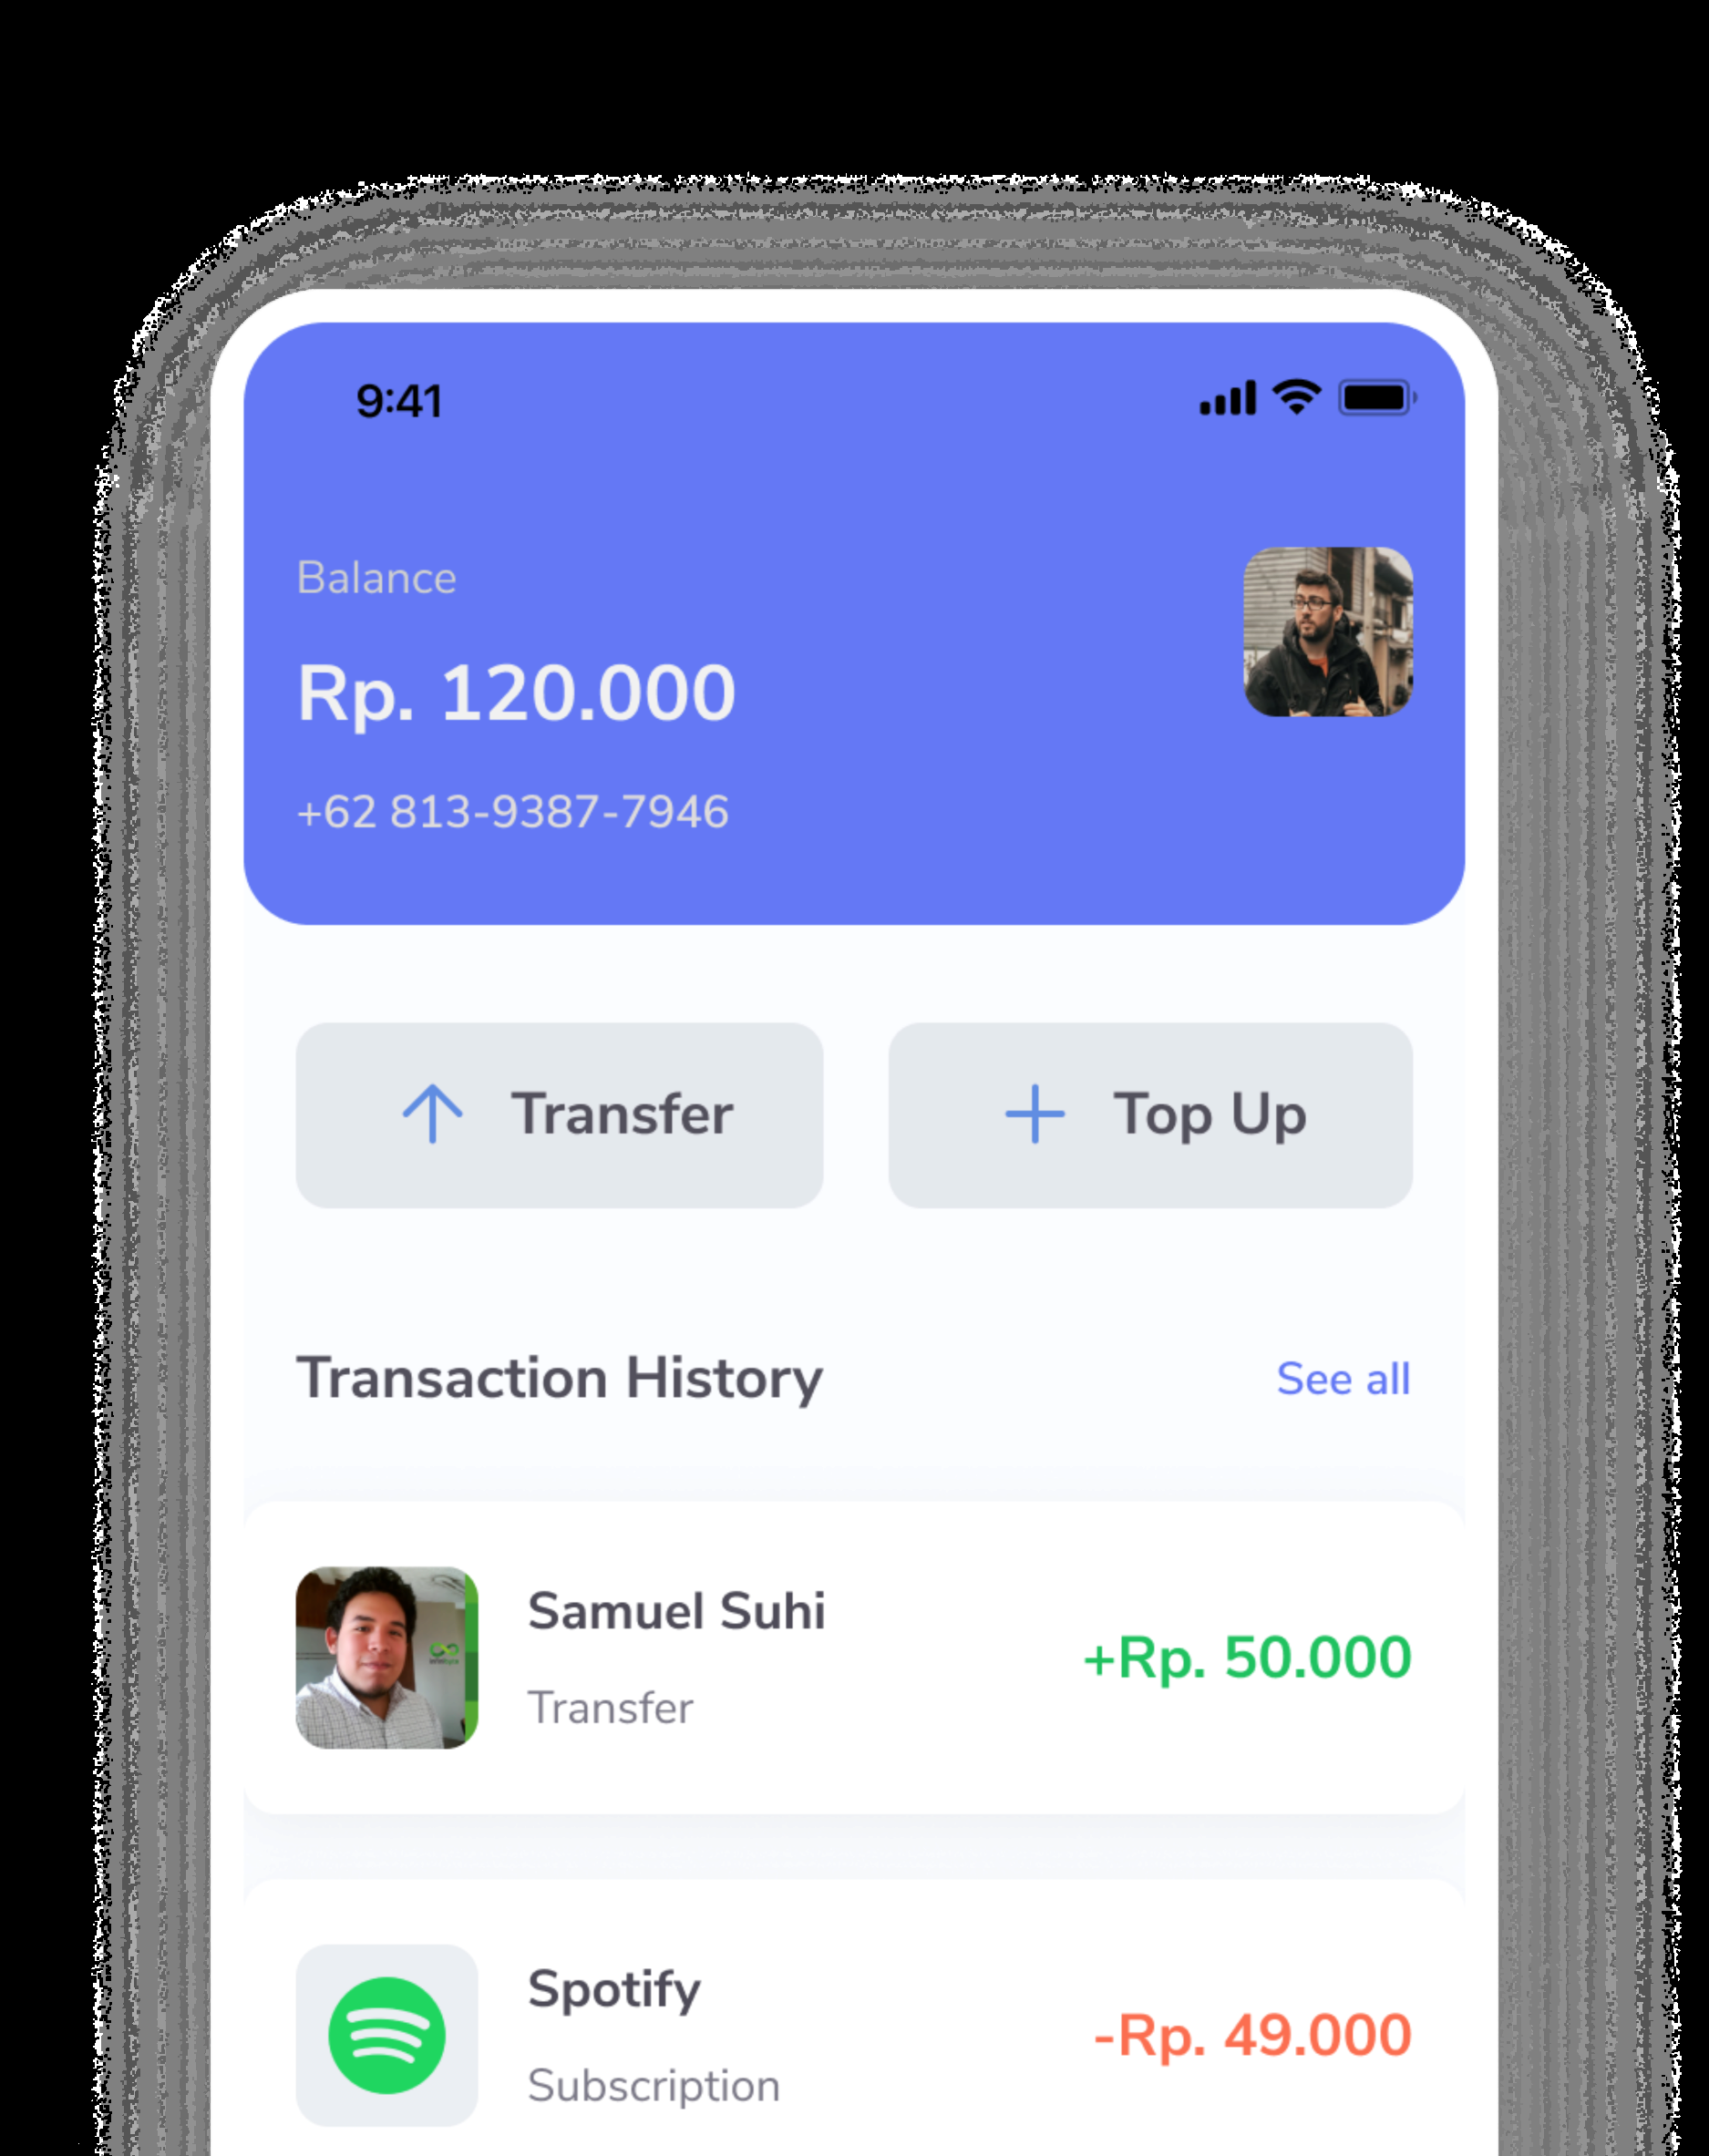 9:41
Balance
Rp. 120.000
+62 813-9387-7946
Transfer
Top Up
Transaction History
See all
Samuel Suhi
Transfer
+Rp. 50.000
Spotify
Subscription
-Rp. 49.000